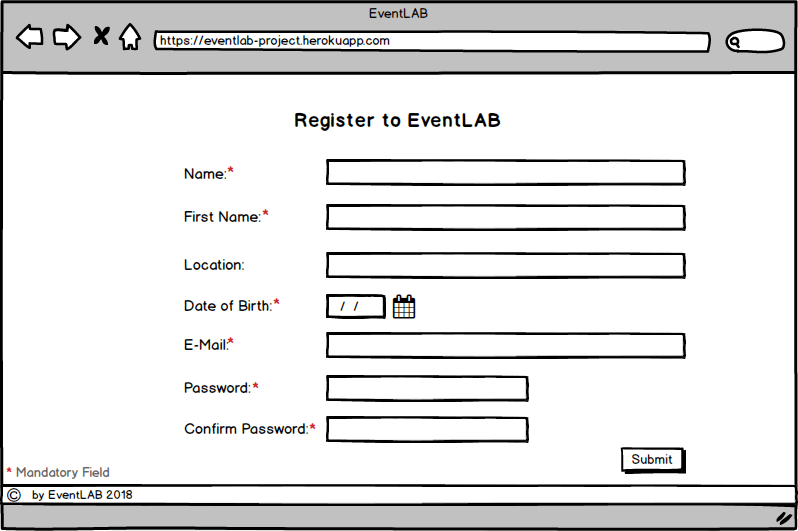 EventLAB
https://eventlab-project.herokuapp.com
Register to EventLAB
Name:*
First Name:*
Location:
Date of Birth:* / /
E-Mail:*
Password:*
Confirm Password:*
Submit
* Mandatory Field
© by EventLAB 2018